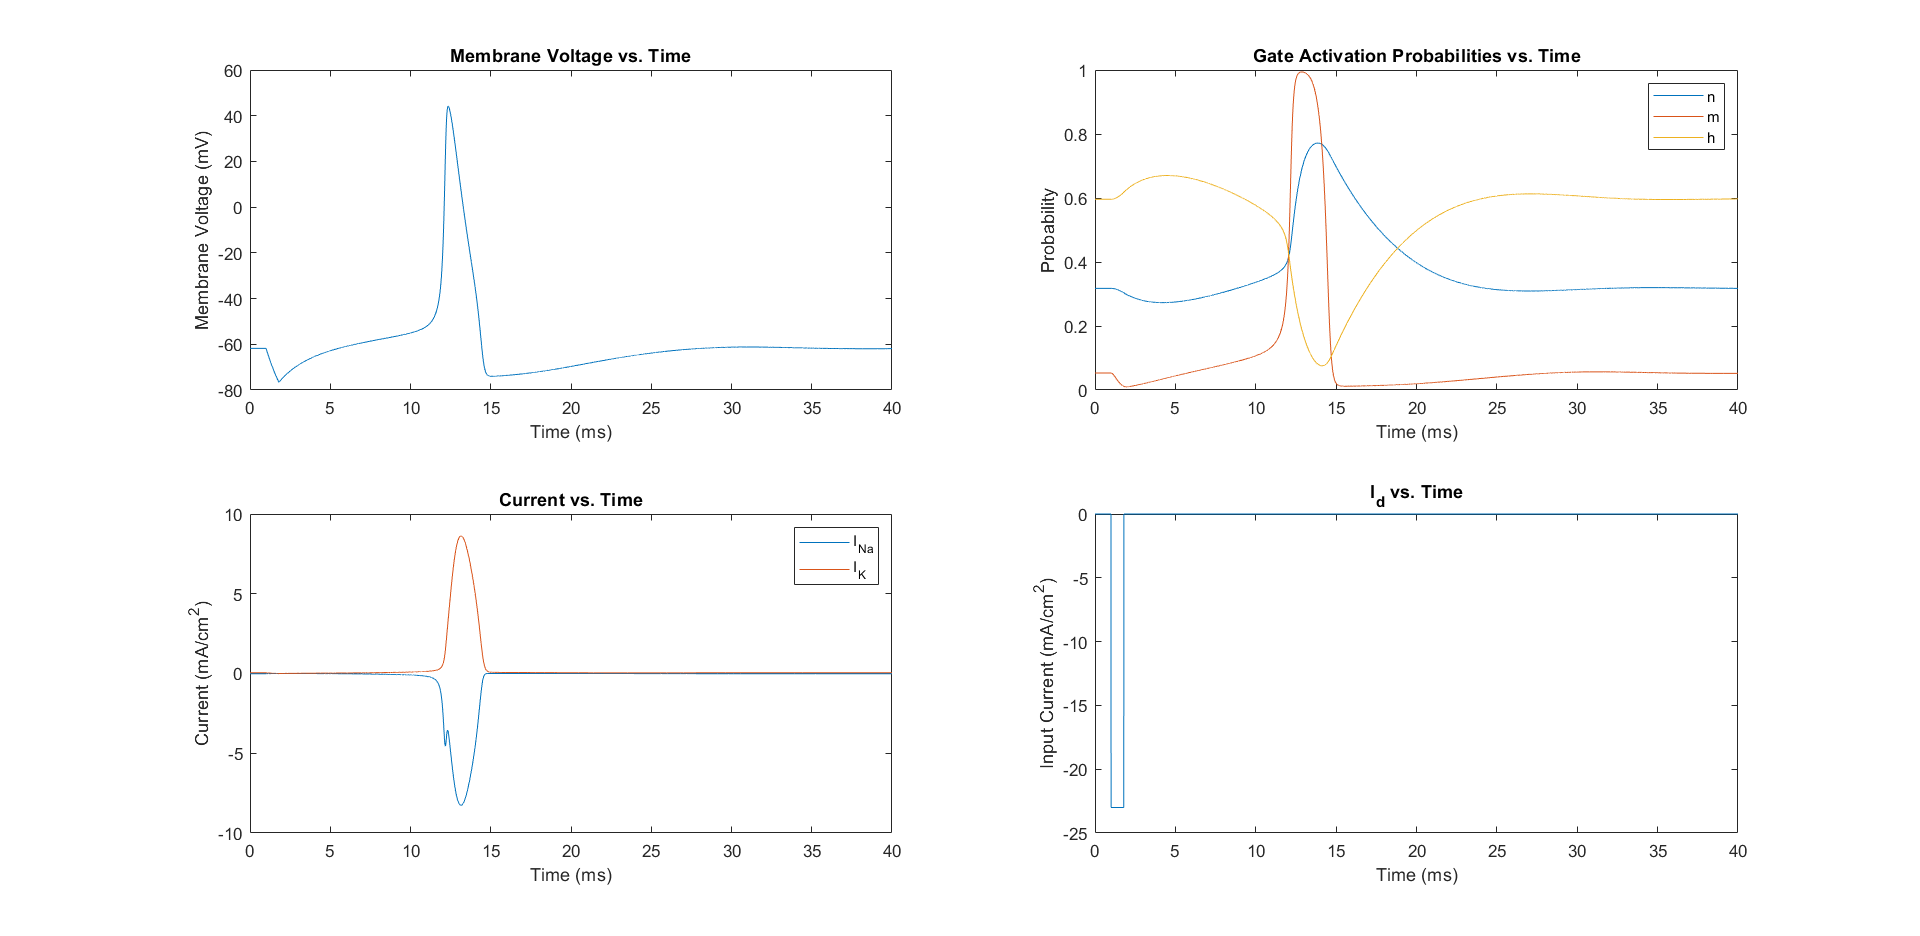 Membrane Voltage vs. Time
Membrane Voltage (mV)
60
40
20
0
-20
-40
-60
-80
0 5 10 15 20 25 30 35 40
Time (ms)
Gate Activation Probabilities vs. Time
Probability
1
0.8
0.6
0.4
0.2
0
n
m
h
0 5 10 15 20 25 30 35 40
Time (ms)
Current vs. Time
Current (mA/cm²)
10
5
0
-5
-10
I_Na
I_K
0 5 10 15 20 25 30 35 40
Time (ms)
I_d vs. Time
Input Current (mA/cm²)
0
-5
-10
-15
-20
-25
0 5 10 15 20 25 30 35 40
Time (ms)